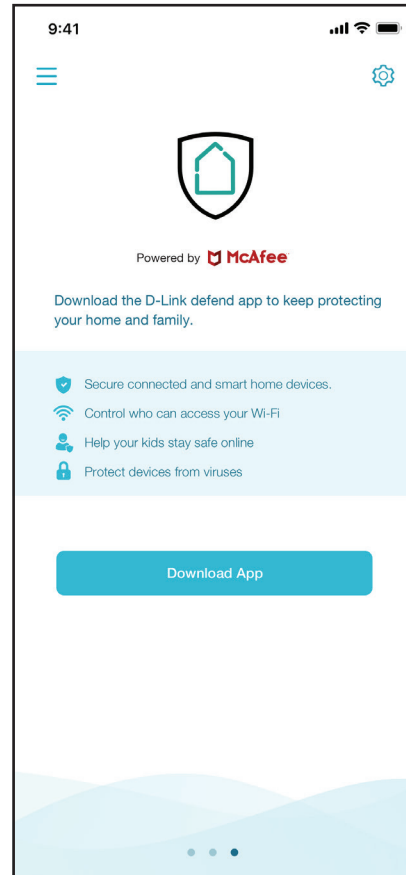 9:41
Powered by McAfee
Download the D-Link defend app to keep protecting
your home and family.
Secure connected and smart home devices.
Control who can access your Wi-Fi
Help your kids stay safe online
Protect devices from viruses
Download App